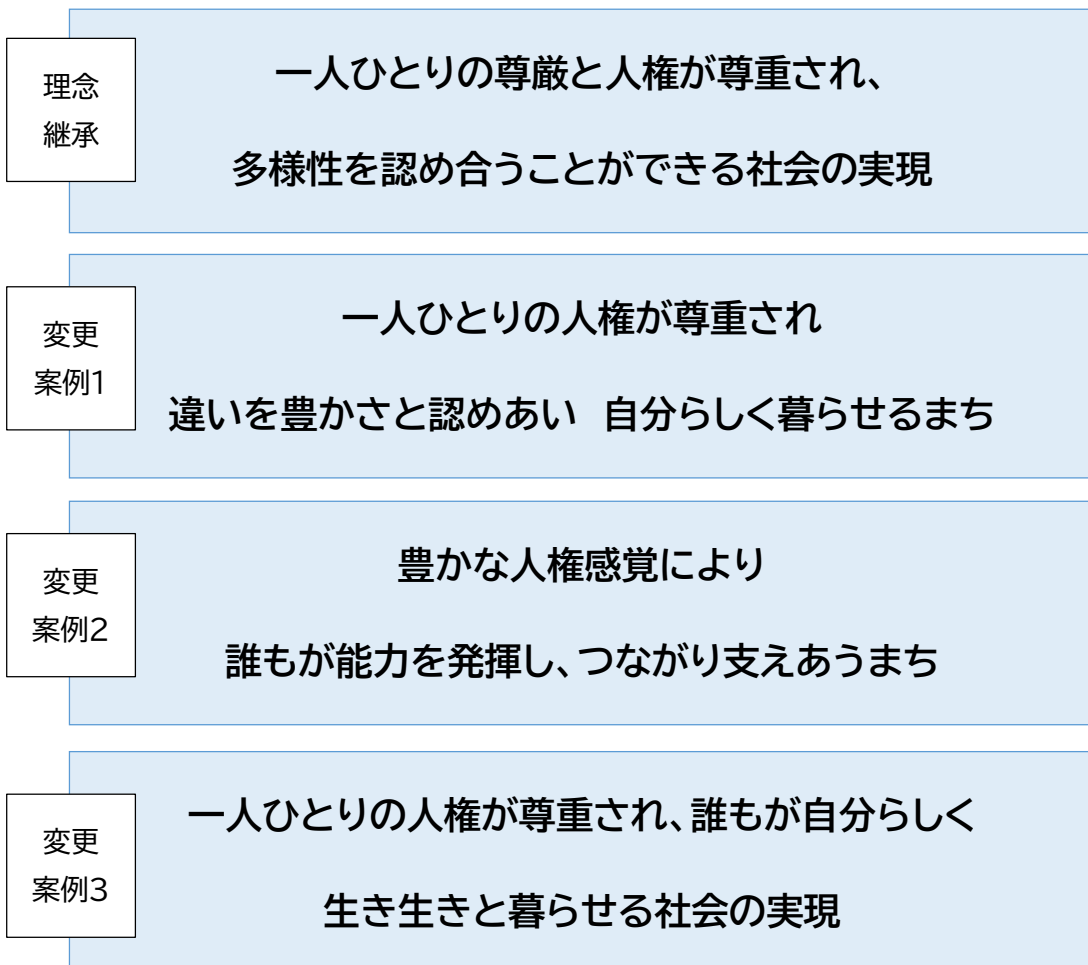 理念
継承
一人ひとりの尊厳と人権が尊重され、
多様性を認め合うことができる社会の実現
変更
案例1
一人ひとりの人権が尊重され
違いを豊かさと認めあい　自分らしく暮らせるまち
変更
案例2
豊かな人権感覚により
誰もが能力を発揮し、つながり支えあうまち
変更
案例3
一人ひとりの人権が尊重され、誰もが自分らしく
生き生きと暮らせる社会の実現